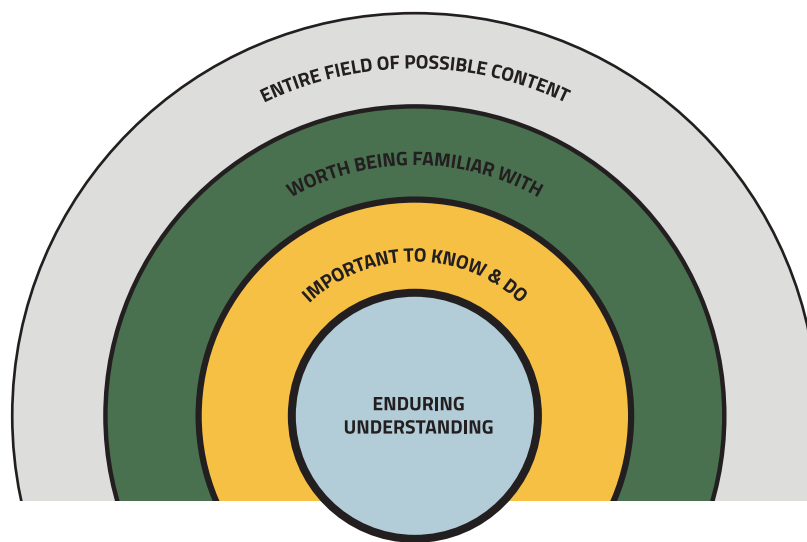 ENTIRE FIELD OF POSSIBLE CONTENT
WORTH BEING FAMILIAR WITH
IMPORTANT TO KNOW & DO
ENDURING
UNDERSTANDING